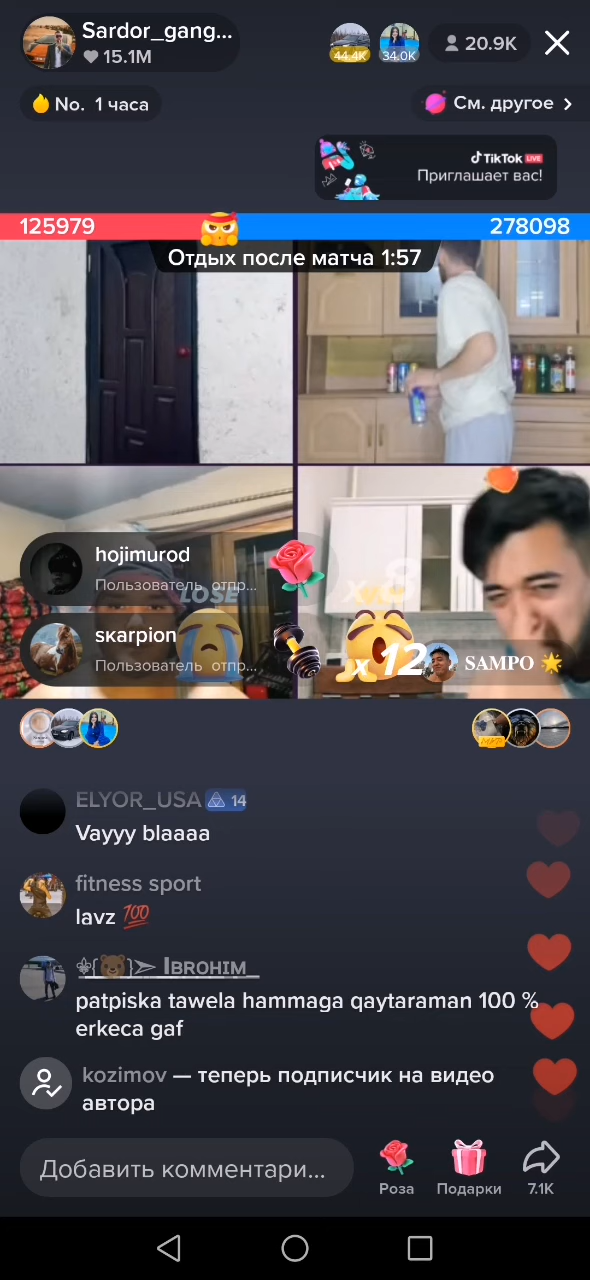 Sardor_gang...
15.1M
44.4K
34.0K
20.9K
No. 1 часа
См. другое
TikTok LIVE
Приглашает вас!
125979
278098
Отдых после матча 1:57
hojimurod
Пользователь отпр...
LOSE
x 8
sкarpion
Пользователь отпр...
x 12
SAMPO
ELYOR_USA 14
Vayyy blaaaa
fitness sport
lavz 💯
⚜{🐻}➢ Ibrohim_
patpiska tawela hammaga qaytaraman 100 %
erkeca gaf
kozimov — теперь подписчик на видео
автора
Добавить комментари...
Роза
Подарки
7.1K